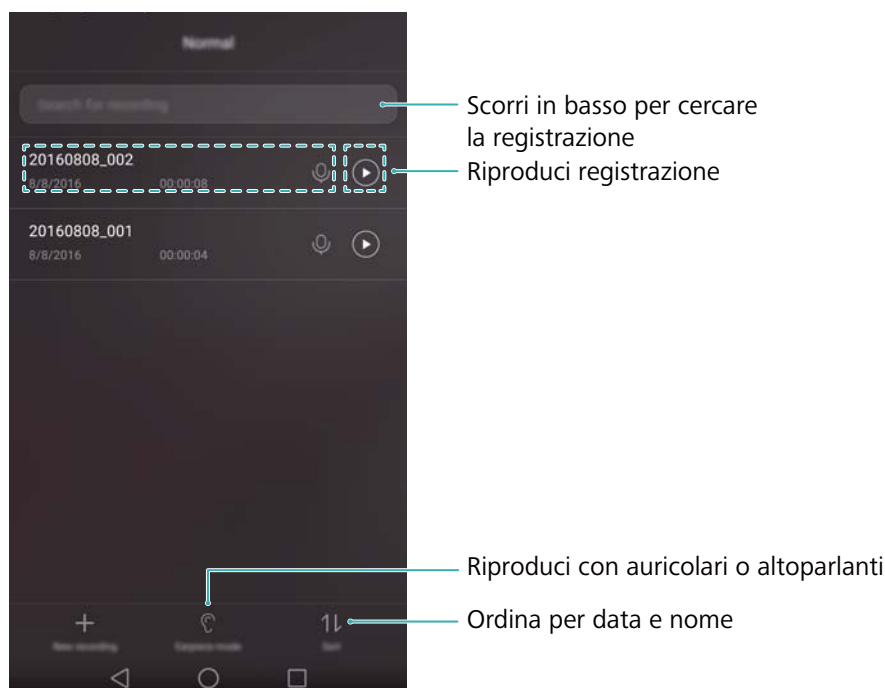 Normal
Search for recording
Scorri in basso per cercare
la registrazione
20160808_002
8/8/2016 00:00:08
Riproduci registrazione
20160808_001
8/8/2016 00:00:04
Riproduci con auricolari o altoparlanti
Ordina per data e nome
New recording
Earpiece mode
Sort